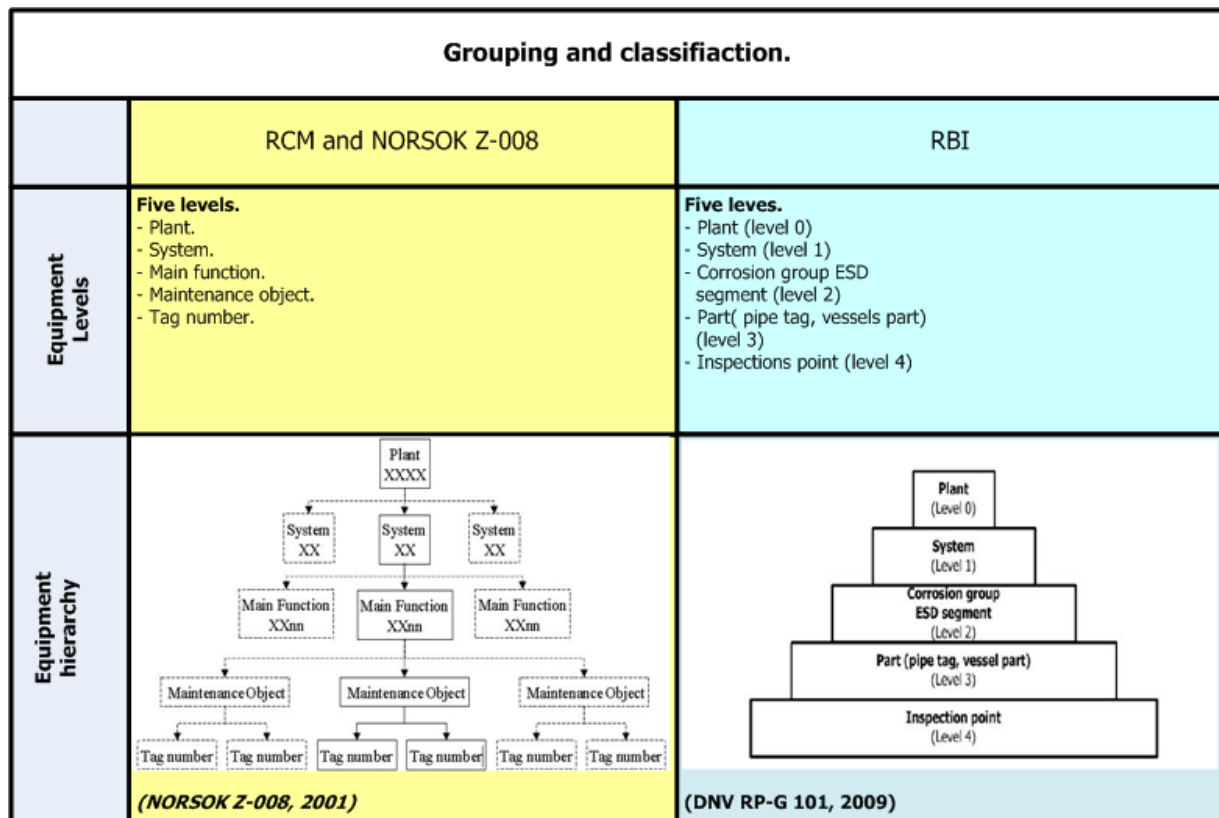 Grouping and classifiaction.
RCM and NORSOK Z-008
RBI
Equipment
Levels
Five levels.
- Plant.
- System.
- Main function.
- Maintenance object.
- Tag number.
Five leves.
- Plant (level 0)
- System (level 1)
- Corrosion group ESD
segment (level 2)
- Part( pipe tag, vessels part)
(level 3)
- Inspections point (level 4)
Equipment
hierarchy
Plant
XXXX
System
XX
System
XX
System
XX
Main Function
XXnn
Main Function
XXnn
Main Function
XXnn
Maintenance Object
Maintenance Object
Maintenance Object
Tag number
Tag number
Tag number
Tag number
Tag number
Tag number
(NORSOK Z-008, 2001)
Plant
(Level 0)
System
(Level 1)
Corrosion group
ESD segment
(Level 2)
Part (pipe tag, vessel part)
(Level 3)
Inspection point
(Level 4)
(DNV RP-G 101, 2009)